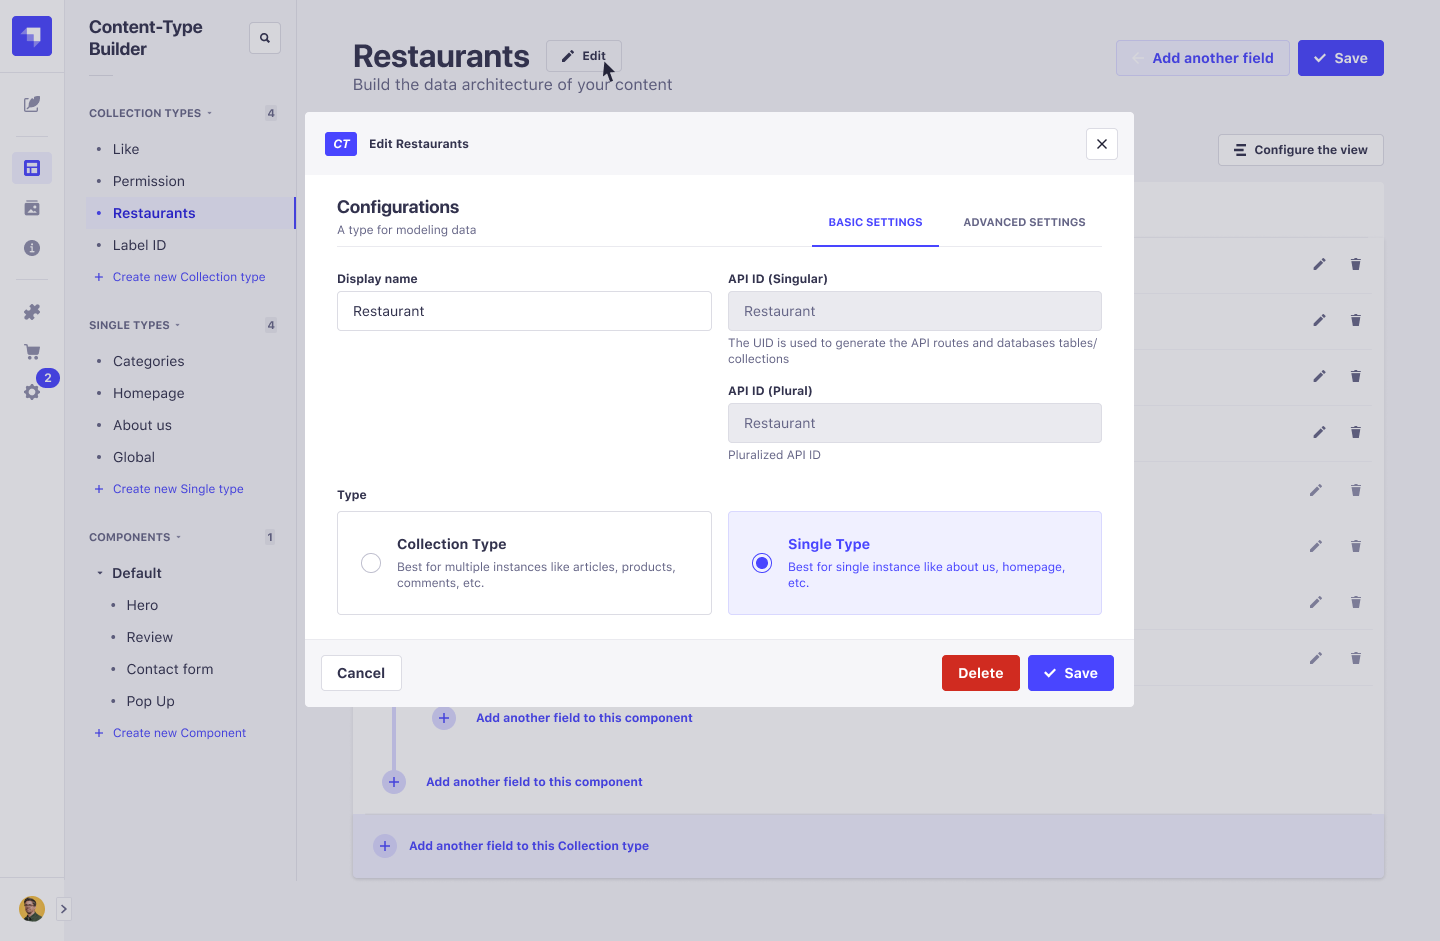 Content-Type
Builder
COLLECTION TYPES
4
Like
Permission
Restaurants
Label ID
Create new Collection type
SINGLE TYPES
4
Categories
Homepage
About us
Global
Create new Single type
COMPONENTS
1
Default
Hero
Review
Contact form
Pop Up
Create new Component
2
Restaurants
Edit
Build the data architecture of your content
Add another field
Save
Configure the view
CT
Edit Restaurants
Configurations
A type for modeling data
BASIC SETTINGS
ADVANCED SETTINGS
Display name
Restaurant
API ID (Singular)
Restaurant
The UID is used to generate the API routes and databases tables/
collections
API ID (Plural)
Restaurant
Pluralized API ID
Type
Collection Type
Best for multiple instances like articles, products,
comments, etc.
Single Type
Best for single instance like about us, homepage,
etc.
Cancel
Delete
Save
Add another field to this component
Add another field to this component
Add another field to this Collection type